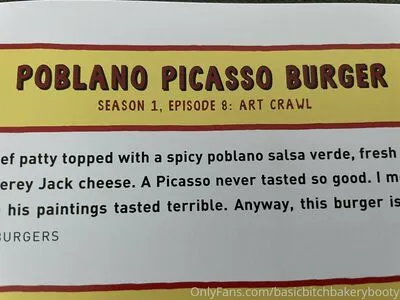 POBLANO PICASSO BURGER
SEASON 1, EPISODE 8: ART CRAWL
ef patty topped with a spicy poblano salsa verde, fresh
erey Jack cheese. A Picasso never tasted so good. I m
his paintings tasted terrible. Anyway, this burger is
BURGERS
OnlyFans.com/basicbitchbakerybooty